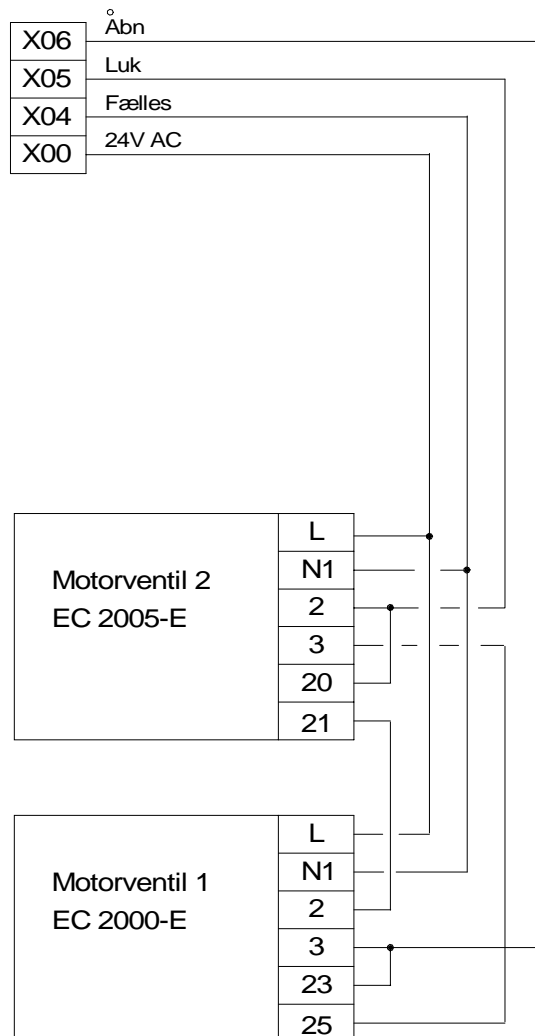 X06 Åbn
X05 Luk
X04 Fælles
X00 24V AC
Motorventil 2
EC 2005-E
L
N1
2
3
20
21
Motorventil 1
EC 2000-E
L
N1
2
3
23
25